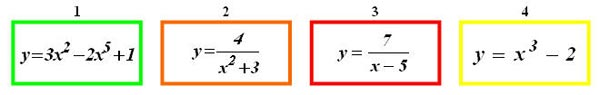 1 2 3 4
y=3x²−2x⁵+1 y=4/(x²+3) y=7/(x−5) y = x³ − 2